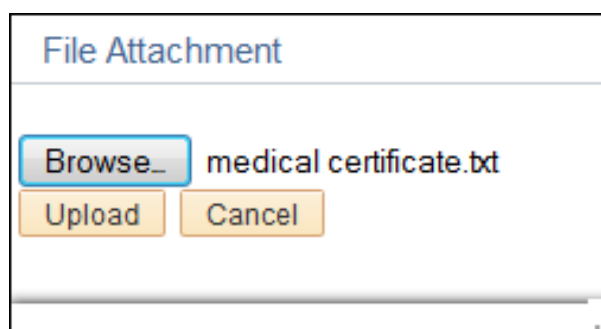 File Attachment
Browse... medical certificate.txt
Upload Cancel